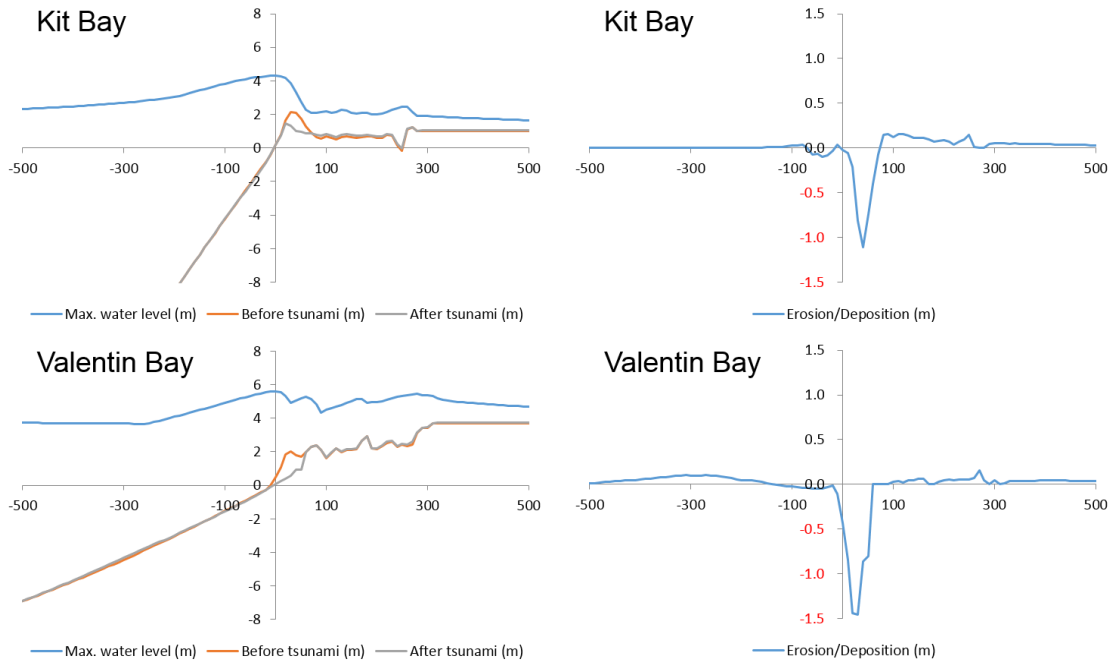 Kit Bay
8
6
4
2
0
-2
-4
-6
-8
-500 -300 -100 100 300 500
Max. water level (m) Before tsunami (m) After tsunami (m)
Kit Bay
1.5
1.0
0.5
0.0
-0.5
-1.0
-1.5
-500 -300 -100 100 300 500
Erosion/Deposition (m)
Valentin Bay
8
6
4
2
0
-2
-4
-6
-8
-500 -300 -100 100 300 500
Max. water level (m) Before tsunami (m) After tsunami (m)
Valentin Bay
1.5
1.0
0.5
0.0
-0.5
-1.0
-1.5
-500 -300 -100 100 300 500
Erosion/Deposition (m)